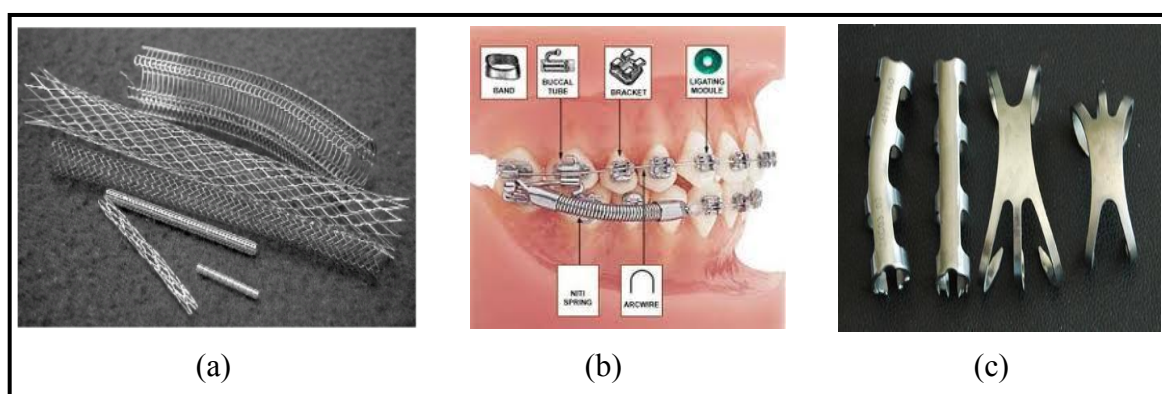 BAND
BUCCAL
TUBE
BRACKET
LIGATING
MODULE
NITI
SPRING
ARCWIRE
(a)
(b)
(c)